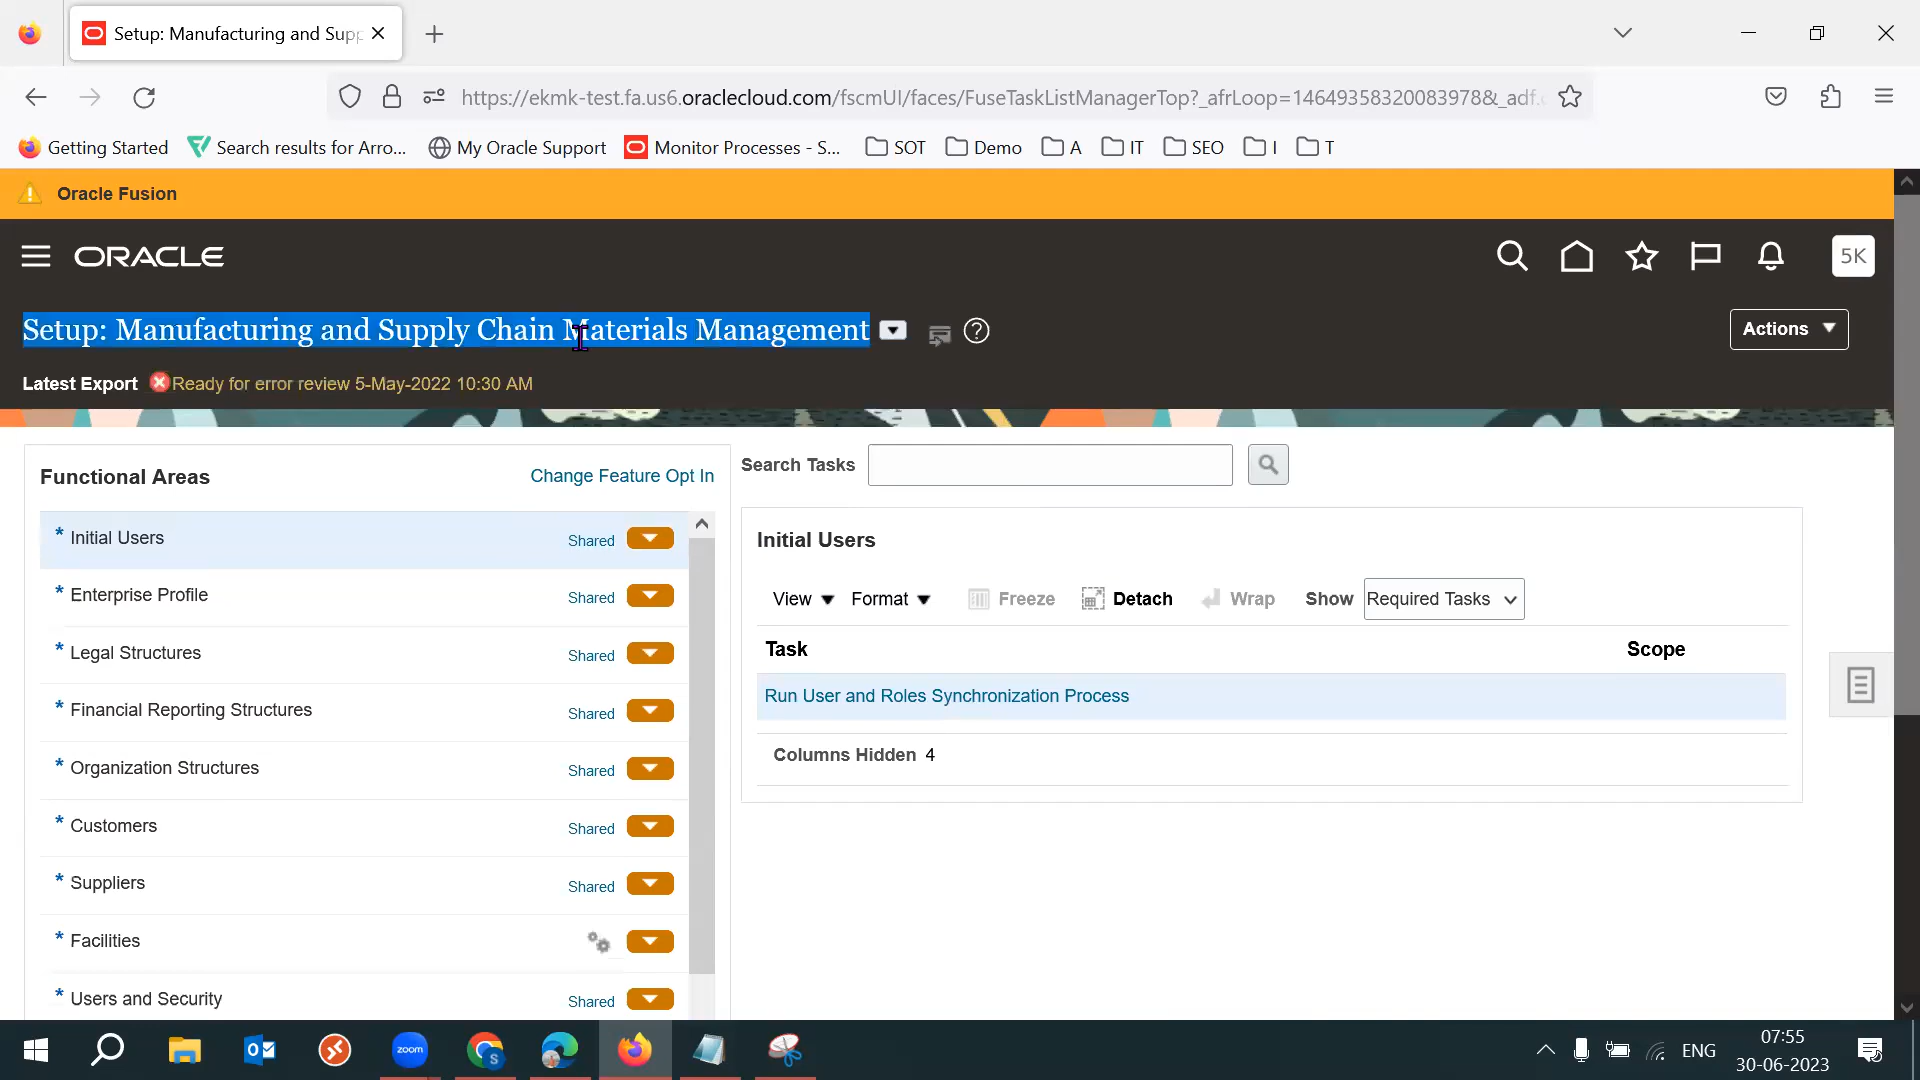 Setup: Manufacturing and Supp
https://ekmk-test.fa.us6.oraclecloud.com/fscmUI/faces/FuseTaskListManagerTop?_afrLoop=14649358320083978&_adf.
Getting Started
Search results for Arro...
My Oracle Support
Monitor Processes - S...
SOT
Demo
A
IT
SEO
I
T
Oracle Fusion
ORACLE
5K
Setup: Manufacturing and Supply Chain Materials Management
Actions
Latest Export Ready for error review 5-May-2022 10:30 AM
Functional Areas
Change Feature Opt In
* Initial Users Shared
* Enterprise Profile Shared
* Legal Structures Shared
* Financial Reporting Structures Shared
* Organization Structures Shared
* Customers Shared
* Suppliers Shared
* Facilities
* Users and Security Shared
Search Tasks
Initial Users
View Format Freeze Detach Wrap Show Required Tasks
Task Scope
Run User and Roles Synchronization Process
Columns Hidden 4
zoom
S
ENG
07:55
30-06-2023